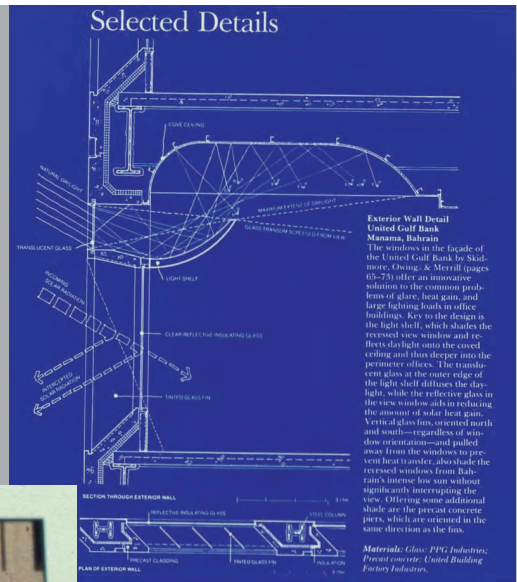 Selected Details
COVE CEILING
NATURAL DAYLIGHT
MAXIMUM EXTENT OF DAYLIGHT
GLASS TRANSOM SCREENED FROM VIEW
TRANSLUCENT GLASS
LIGHT SHELF
INCOMING
SOLAR RADIATION
CLEAR REFLECTIVE INSULATING GLASS
INTERCEPTED
SOLAR RADIATION
TINTED GLASS FIN
SECTION THROUGH EXTERIOR WALL
REFLECTIVE INSULATING GLASS
STEEL COLUMN
PRECAST CLADDING
TINTED GLASS FIN
INSULATION
PLAN OF EXTERIOR WALL
Exterior Wall Detail
United Gulf Bank
Manama, Bahrain
The windows in the façade of
the United Gulf Bank by Skid-
more, Owing- & Merrill (pages
65–73) offer an innovative
solution to the common prob-
lems of glare, heat gain, and
large lighting loads in office
buildings. Key to the design is
the light shelf, which shades the
recessed view window and re-
flects daylight onto the coved
ceiling and thus deeper into the
perimeter offices. The translu-
cent glass at the outer edge of
the light shelf diffuses the day-
light, while the reflective glass in
the view window aids in reducing
the amount of solar heat gain.
Vertical glass fins, oriented north
and south—regardless of win-
dow orientation—and pulled
away from the windows to pre-
vent heat transfer, also shade the
recessed windows from Bah-
rain's intense low sun without
significantly interrupting the
view. Offering some additional
shade are the precast concrete
piers, which are oriented in the
same direction as the fins.
Materials: Glass: PPG Industries;
Precast concrete: United Building
Factory Industries.